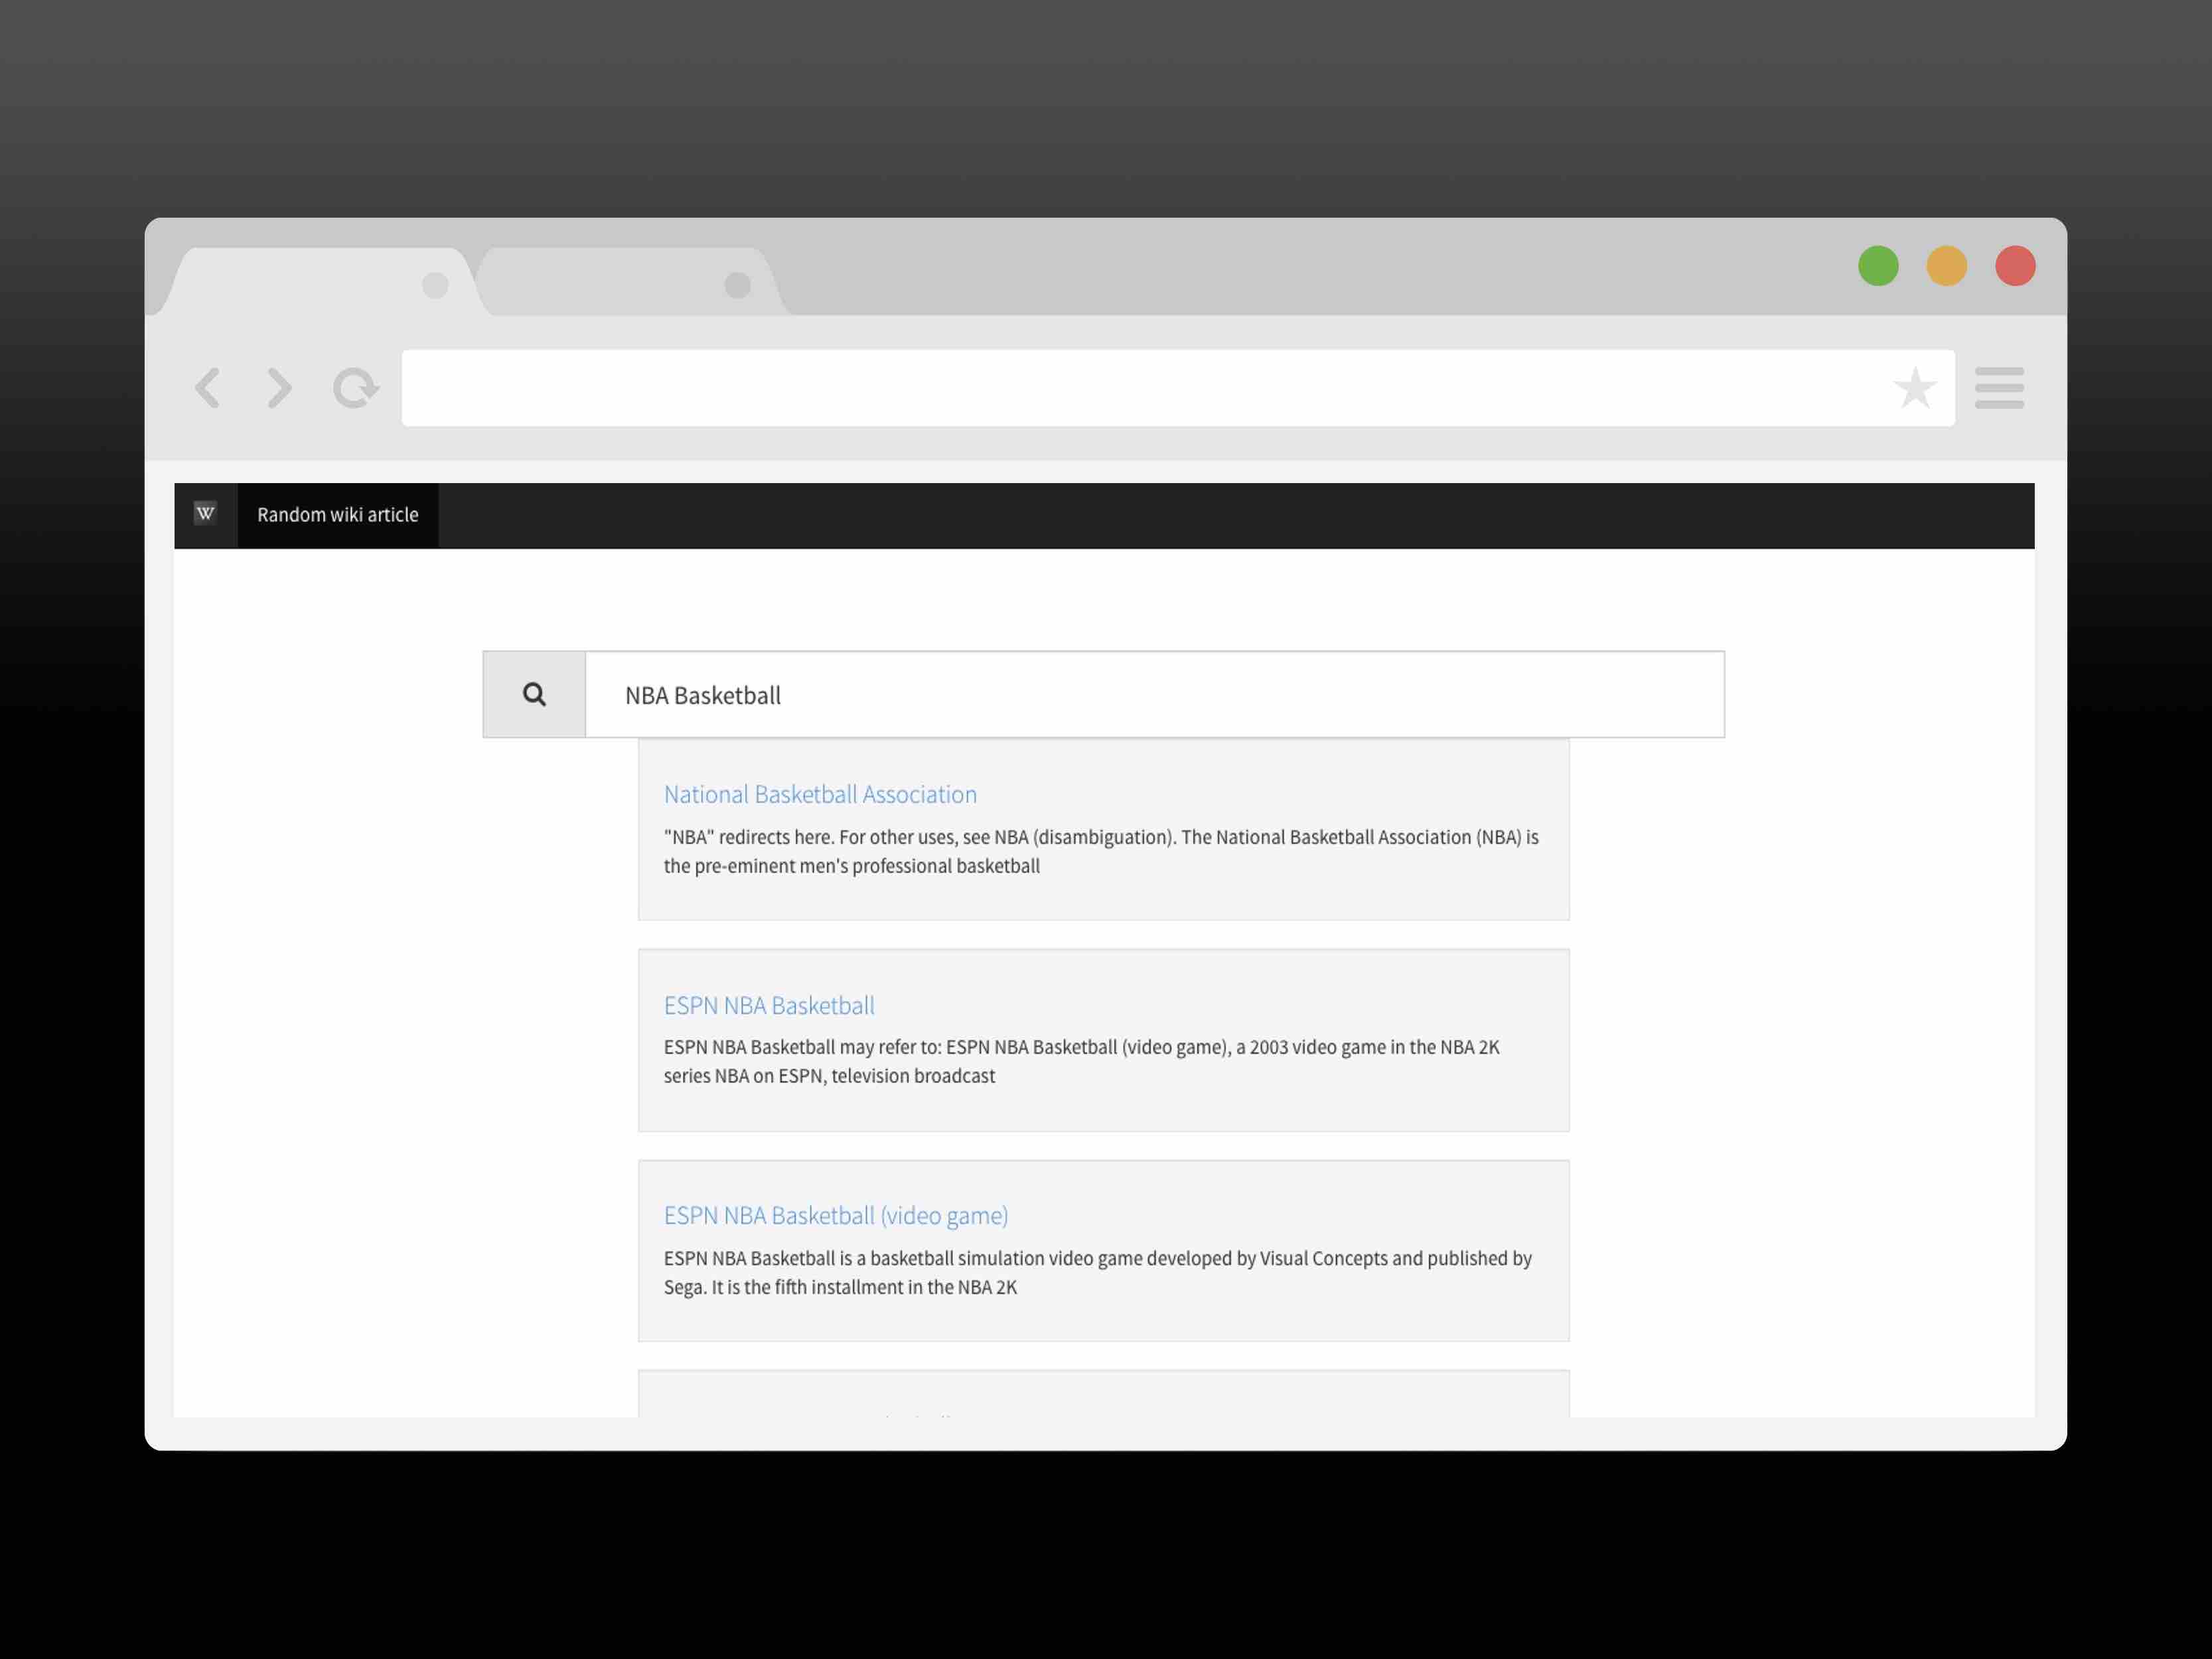 W
Random wiki article
NBA Basketball
National Basketball Association
"NBA" redirects here. For other uses, see NBA (disambiguation). The National Basketball Association (NBA) is
the pre-eminent men's professional basketball
ESPN NBA Basketball
ESPN NBA Basketball may refer to: ESPN NBA Basketball (video game), a 2003 video game in the NBA 2K
series NBA on ESPN, television broadcast
ESPN NBA Basketball (video game)
ESPN NBA Basketball is a basketball simulation video game developed by Visual Concepts and published by
Sega. It is the fifth installment in the NBA 2K